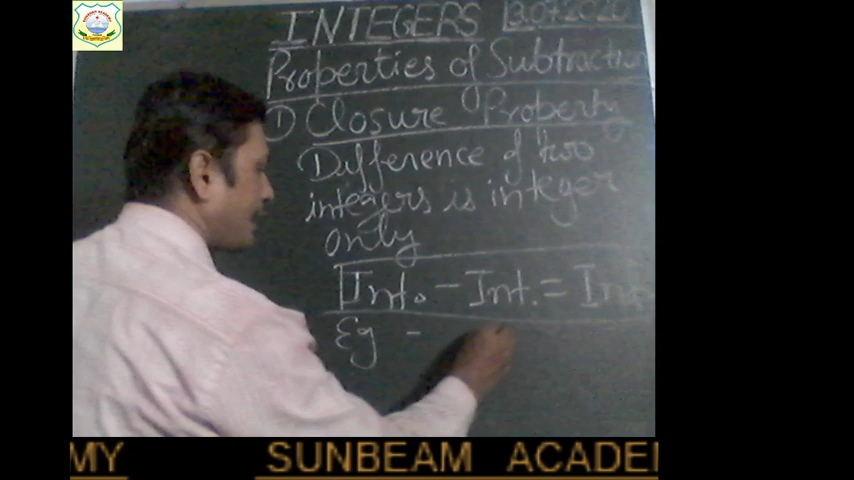 INTEGERS
Properties of Subtraction
① Closure Property
Difference of two
integers is integer
only
Int. - Int. = Int
Eg -
MY SUNBEAM ACADE